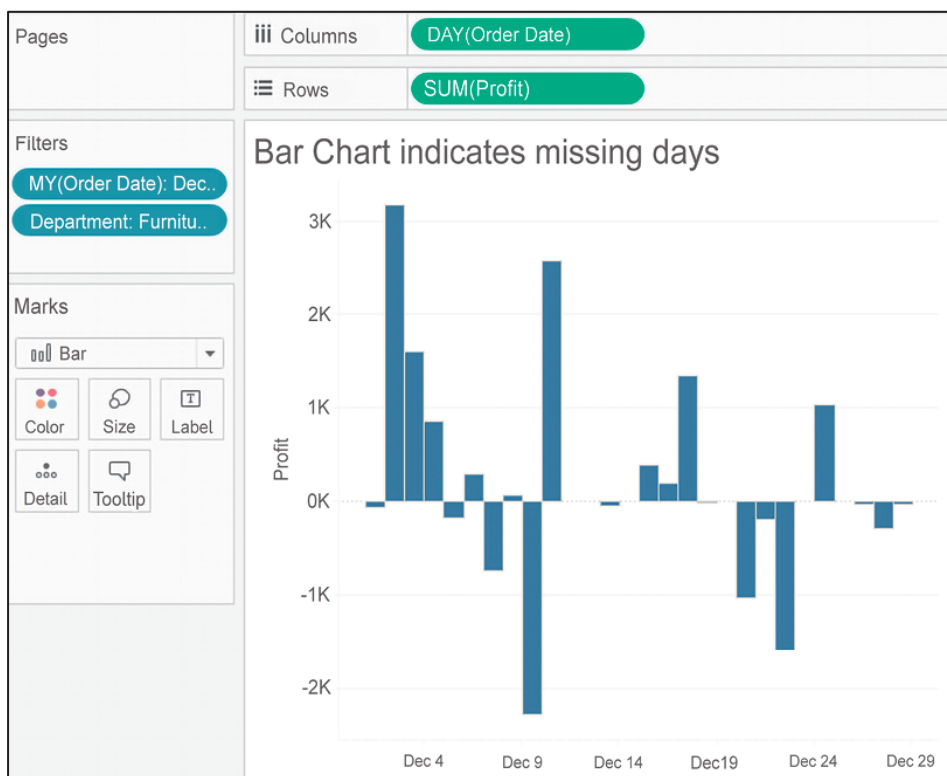 Pages
Columns
DAY(Order Date)
Rows
SUM(Profit)
Filters
MY(Order Date): Dec..
Department: Furnitu..
Marks
Bar
Color
Size
T
Label
Detail
Tooltip
Bar Chart indicates missing days
Profit
3K
2K
1K
0K
-1K
-2K
Dec 4
Dec 9
Dec 14
Dec19
Dec 24
Dec 29